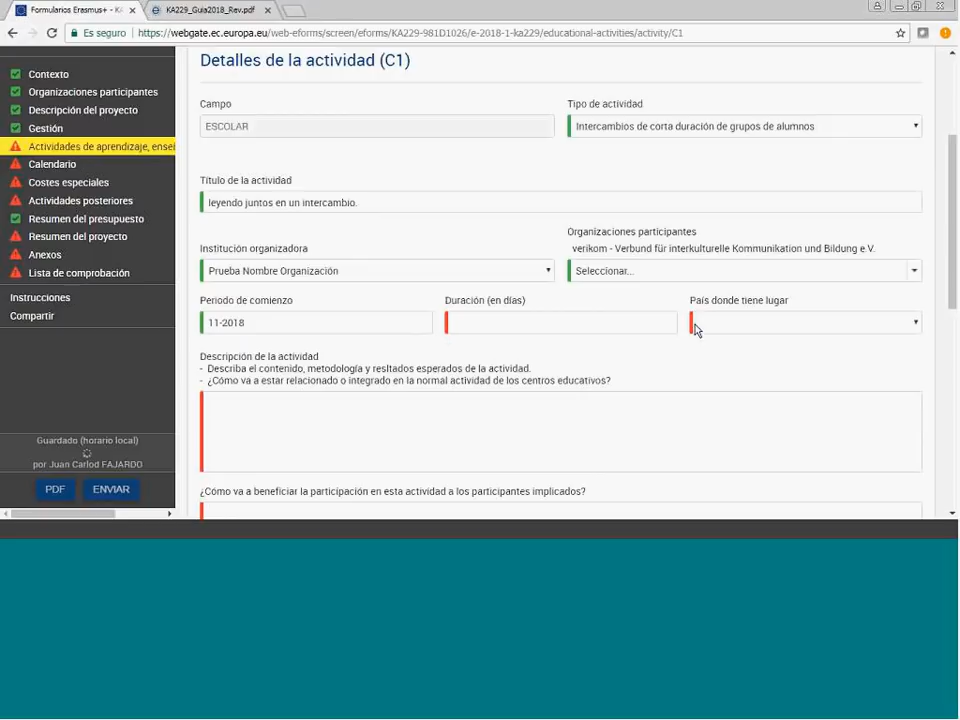 Formularios Erasmus+ - KA
KA229_Guia2018_Rev.pdf
Es seguro
https://webgate.ec.europa.eu/web-eforms/screen/eforms/KA229-981D1026/e-2018-1-ka229/educational-activities/activity/C1
Contexto
Organizaciones participantes
Descripción del proyecto
Gestión
Actividades de aprendizaje, enseñ
Calendario
Costes especiales
Actividades posteriores
Resumen del presupuesto
Resumen del proyecto
Anexos
Lista de comprobación
Instrucciones
Compartir
Guardado (horario local)
por Juan Carlod FAJARDO
PDF
ENVIAR
Detalles de la actividad (C1)
Campo
ESCOLAR
Tipo de actividad
Intercambios de corta duración de grupos de alumnos
Título de la actividad
leyendo juntos en un intercambio.
Institución organizadora
Prueba Nombre Organización
Organizaciones participantes
verikom - Verbund für interkulturelle Kommunikation und Bildung e.V.
Seleccionar...
Periodo de comienzo
11-2018
Duración (en días)
País donde tiene lugar
Descripción de la actividad
- Describa el contenido, metodología y resltados esperados de la actividad.
- ¿Cómo va a estar relacionado o integrado en la normal actividad de los centros educativos?
¿Cómo va a beneficiar la participación en esta actividad a los participantes implicados?